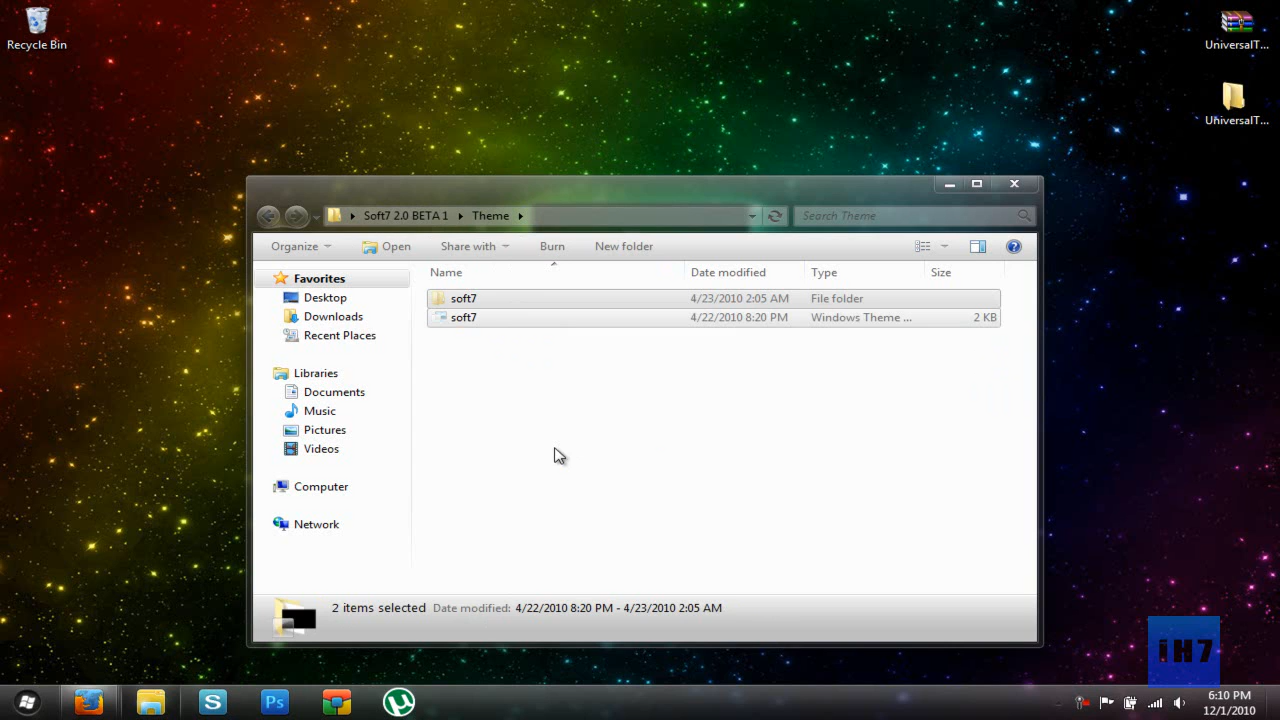 Recycle Bin
UniversalT...
UniversalT...
Soft7 2.0 BETA 1 Theme
Search Theme
Organize Open Share with Burn New folder
Name Date modified Type Size
Favorites
Desktop
Downloads
Recent Places
Libraries
Documents
Music
Pictures
Videos
Computer
Network
soft7 4/23/2010 2:05 AM File folder
soft7 4/22/2010 8:20 PM Windows Theme ... 2 KB
2 items selected Date modified: 4/22/2010 8:20 PM - 4/23/2010 2:05 AM
iH7
S Ps
6:10 PM
12/1/2010